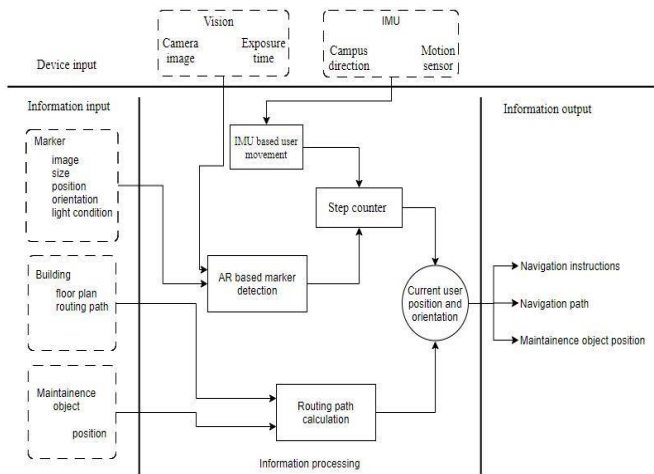 Vision
Camera image
Exposure time
IMU
Campus direction
Motion sensor
Device input
Information input
Information output
Marker
image
size
position
orientation
light condition
IMU based user
movement
Step counter
Building
floor plan
routing path
AR based marker
detection
Current user
position and
orientation
Navigation instructions
Navigation path
Maintainence object position
Maintainence
object
position
Routing path
calculation
Information processing